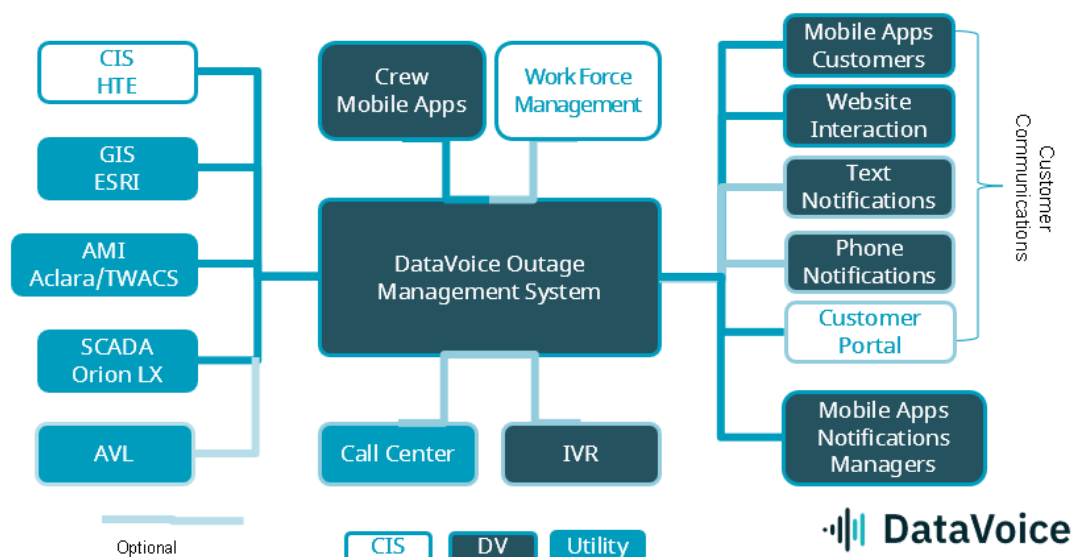 CIS
HTE
GIS
ESRI
AMI
Aclara/TWACS
SCADA
Orion LX
AVL
Optional
Crew
Mobile Apps
Work Force
Management
DataVoice Outage
Management System
Call Center
IVR
CIS
DV
Utility
Mobile Apps
Customers
Website
Interaction
Text
Notifications
Phone
Notifications
Customer
Portal
Mobile Apps
Notifications
Managers
Customer
Communications
DataVoice